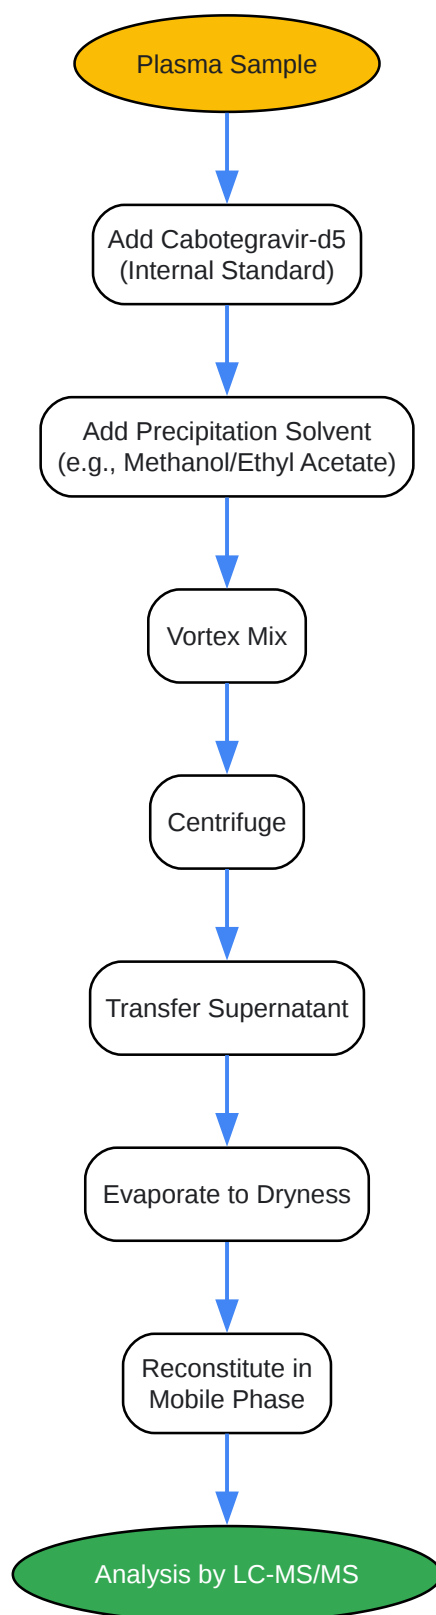 Plasma Sample
Add Cabotegravir-d5
(Internal Standard)
Add Precipitation Solvent
(e.g., Methanol/Ethyl Acetate)
Vortex Mix
Centrifuge
Transfer Supernatant
Evaporate to Dryness
Reconstitute in
Mobile Phase
Analysis by LC-MS/MS